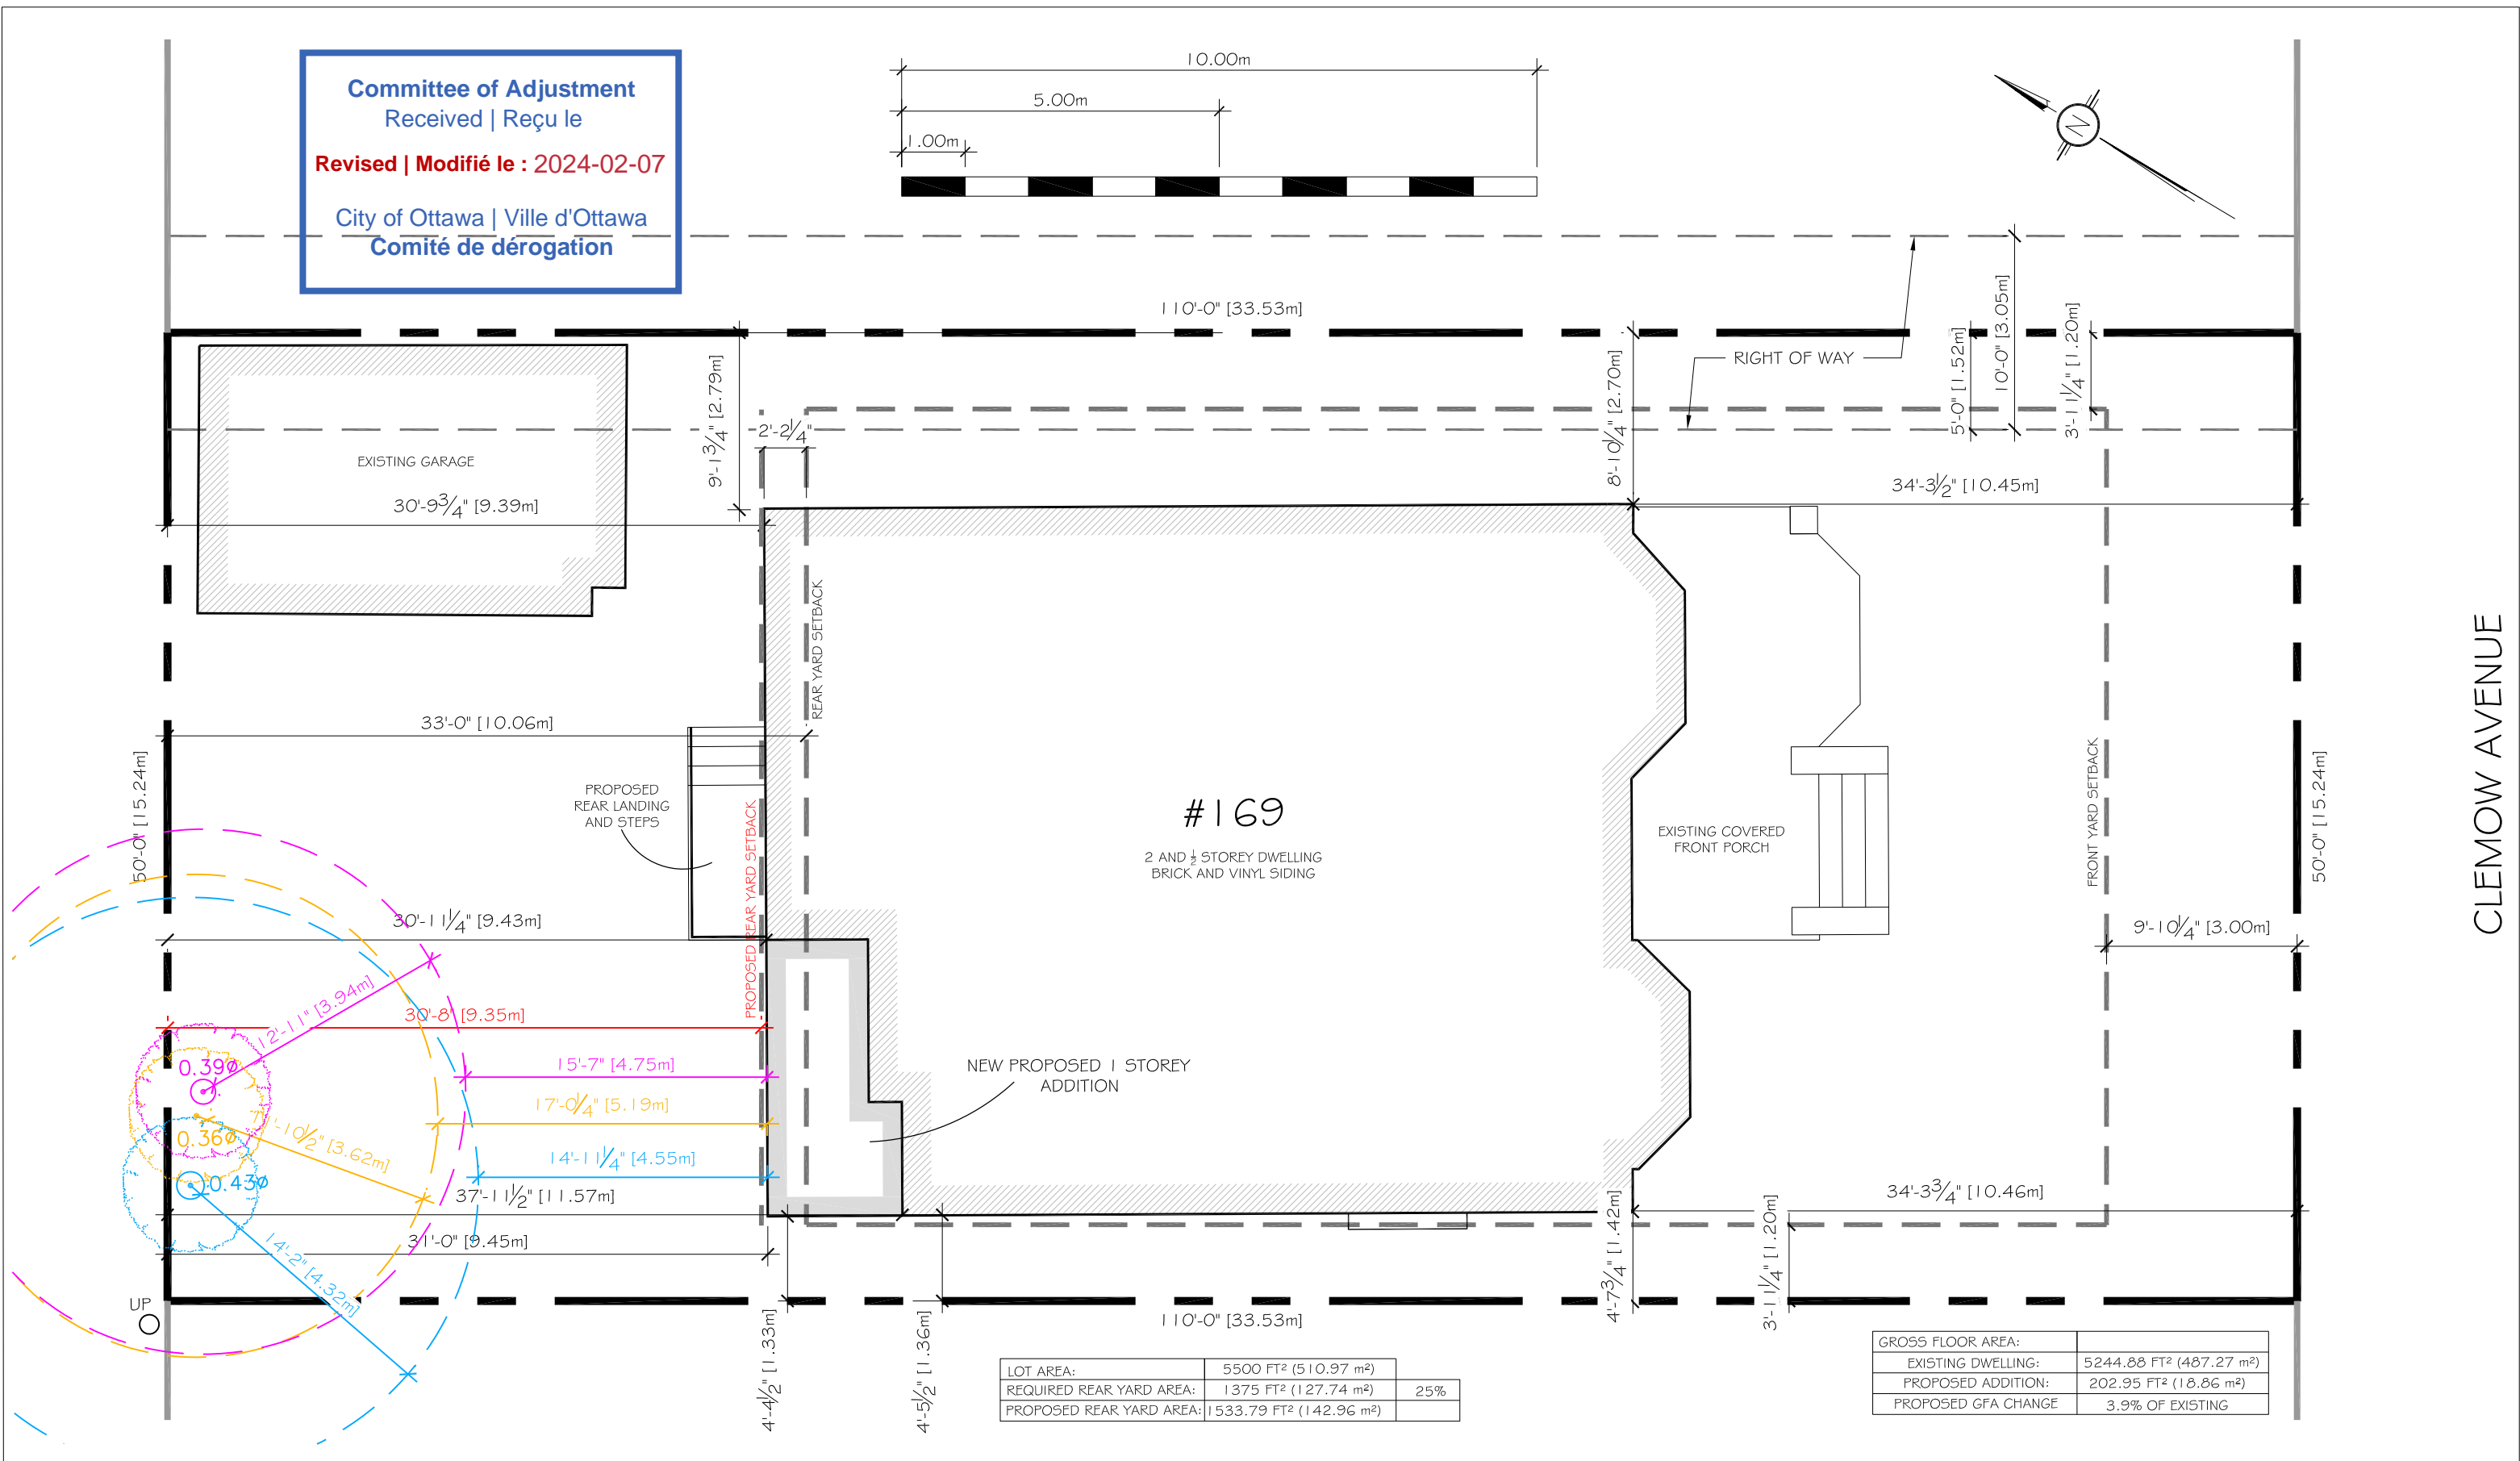 Committee of Adjustment
Received | Reçu le
Revised | Modifié le : 2024-02-07
City of Ottawa | Ville d'Ottawa
Comité de dérogation
10.00m
5.00m
1.00m
N
110'-0" [33.53m]
RIGHT OF WAY
9'-1 3/4" [2.79m]
2'-2 1/4"
8'-10 1/4" [2.70m]
5'-0" [1.52m]
10'-0" [3.05m]
3'-11 1/4" [1.20m]
EXISTING GARAGE
30'-9 3/4" [9.39m]
34'-3 1/2" [10.45m]
REAR YARD SETBACK
33'-0" [10.06m]
50'-0" [15.24m]
PROPOSED
REAR LANDING
AND STEPS
PROPOSED REAR YARD SETBACK
#169
2 AND 1/2 STOREY DWELLING
BRICK AND VINYL SIDING
EXISTING COVERED
FRONT PORCH
FRONT YARD SETBACK
50'-0" [15.24m]
CLEMOW AVENUE
30'-11 1/4" [9.43m]
9'-10 1/4" [3.00m]
12'-11" [3.94m]
30'-8" [9.35m]
0.39ø
15'-7" [4.75m]
NEW PROPOSED 1 STOREY
ADDITION
17'-0 1/4" [5.19m]
0.36ø
'-10 1/2" [3.62m]
14'-11 1/4" [4.55m]
0.43ø
37'-11 1/2" [11.57m]
34'-3 3/4" [10.46m]
31'-0" [9.45m]
14'-2" [4.32m]
4'-7 3/4" [1.42m]
3'-11 1/4" [1.20m]
UP
110'-0" [33.53m]
4'-4 1/2" [1.33m]
4'-5 1/2" [1.36m]
LOT AREA: 5500 FT² (510.97 m²)
REQUIRED REAR YARD AREA: 1375 FT² (127.74 m²) 25%
PROPOSED REAR YARD AREA: 1533.79 FT² (142.96 m²)
GROSS FLOOR AREA:
EXISTING DWELLING: 5244.88 FT² (487.27 m²)
PROPOSED ADDITION: 202.95 FT² (18.86 m²)
PROPOSED GFA CHANGE 3.9% OF EXISTING